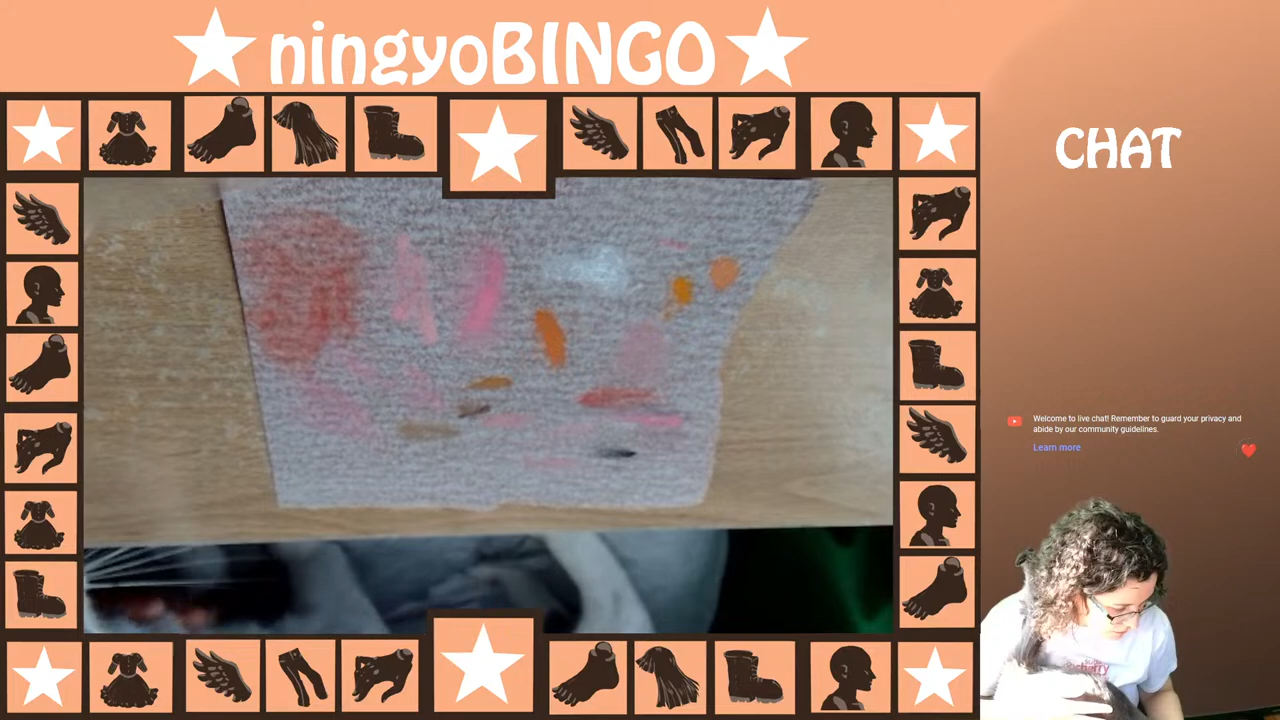 ningyoBINGO
CHAT
Welcome to live chat! Remember to guard your privacy and
abide by our community guidelines.
Learn more
cherry